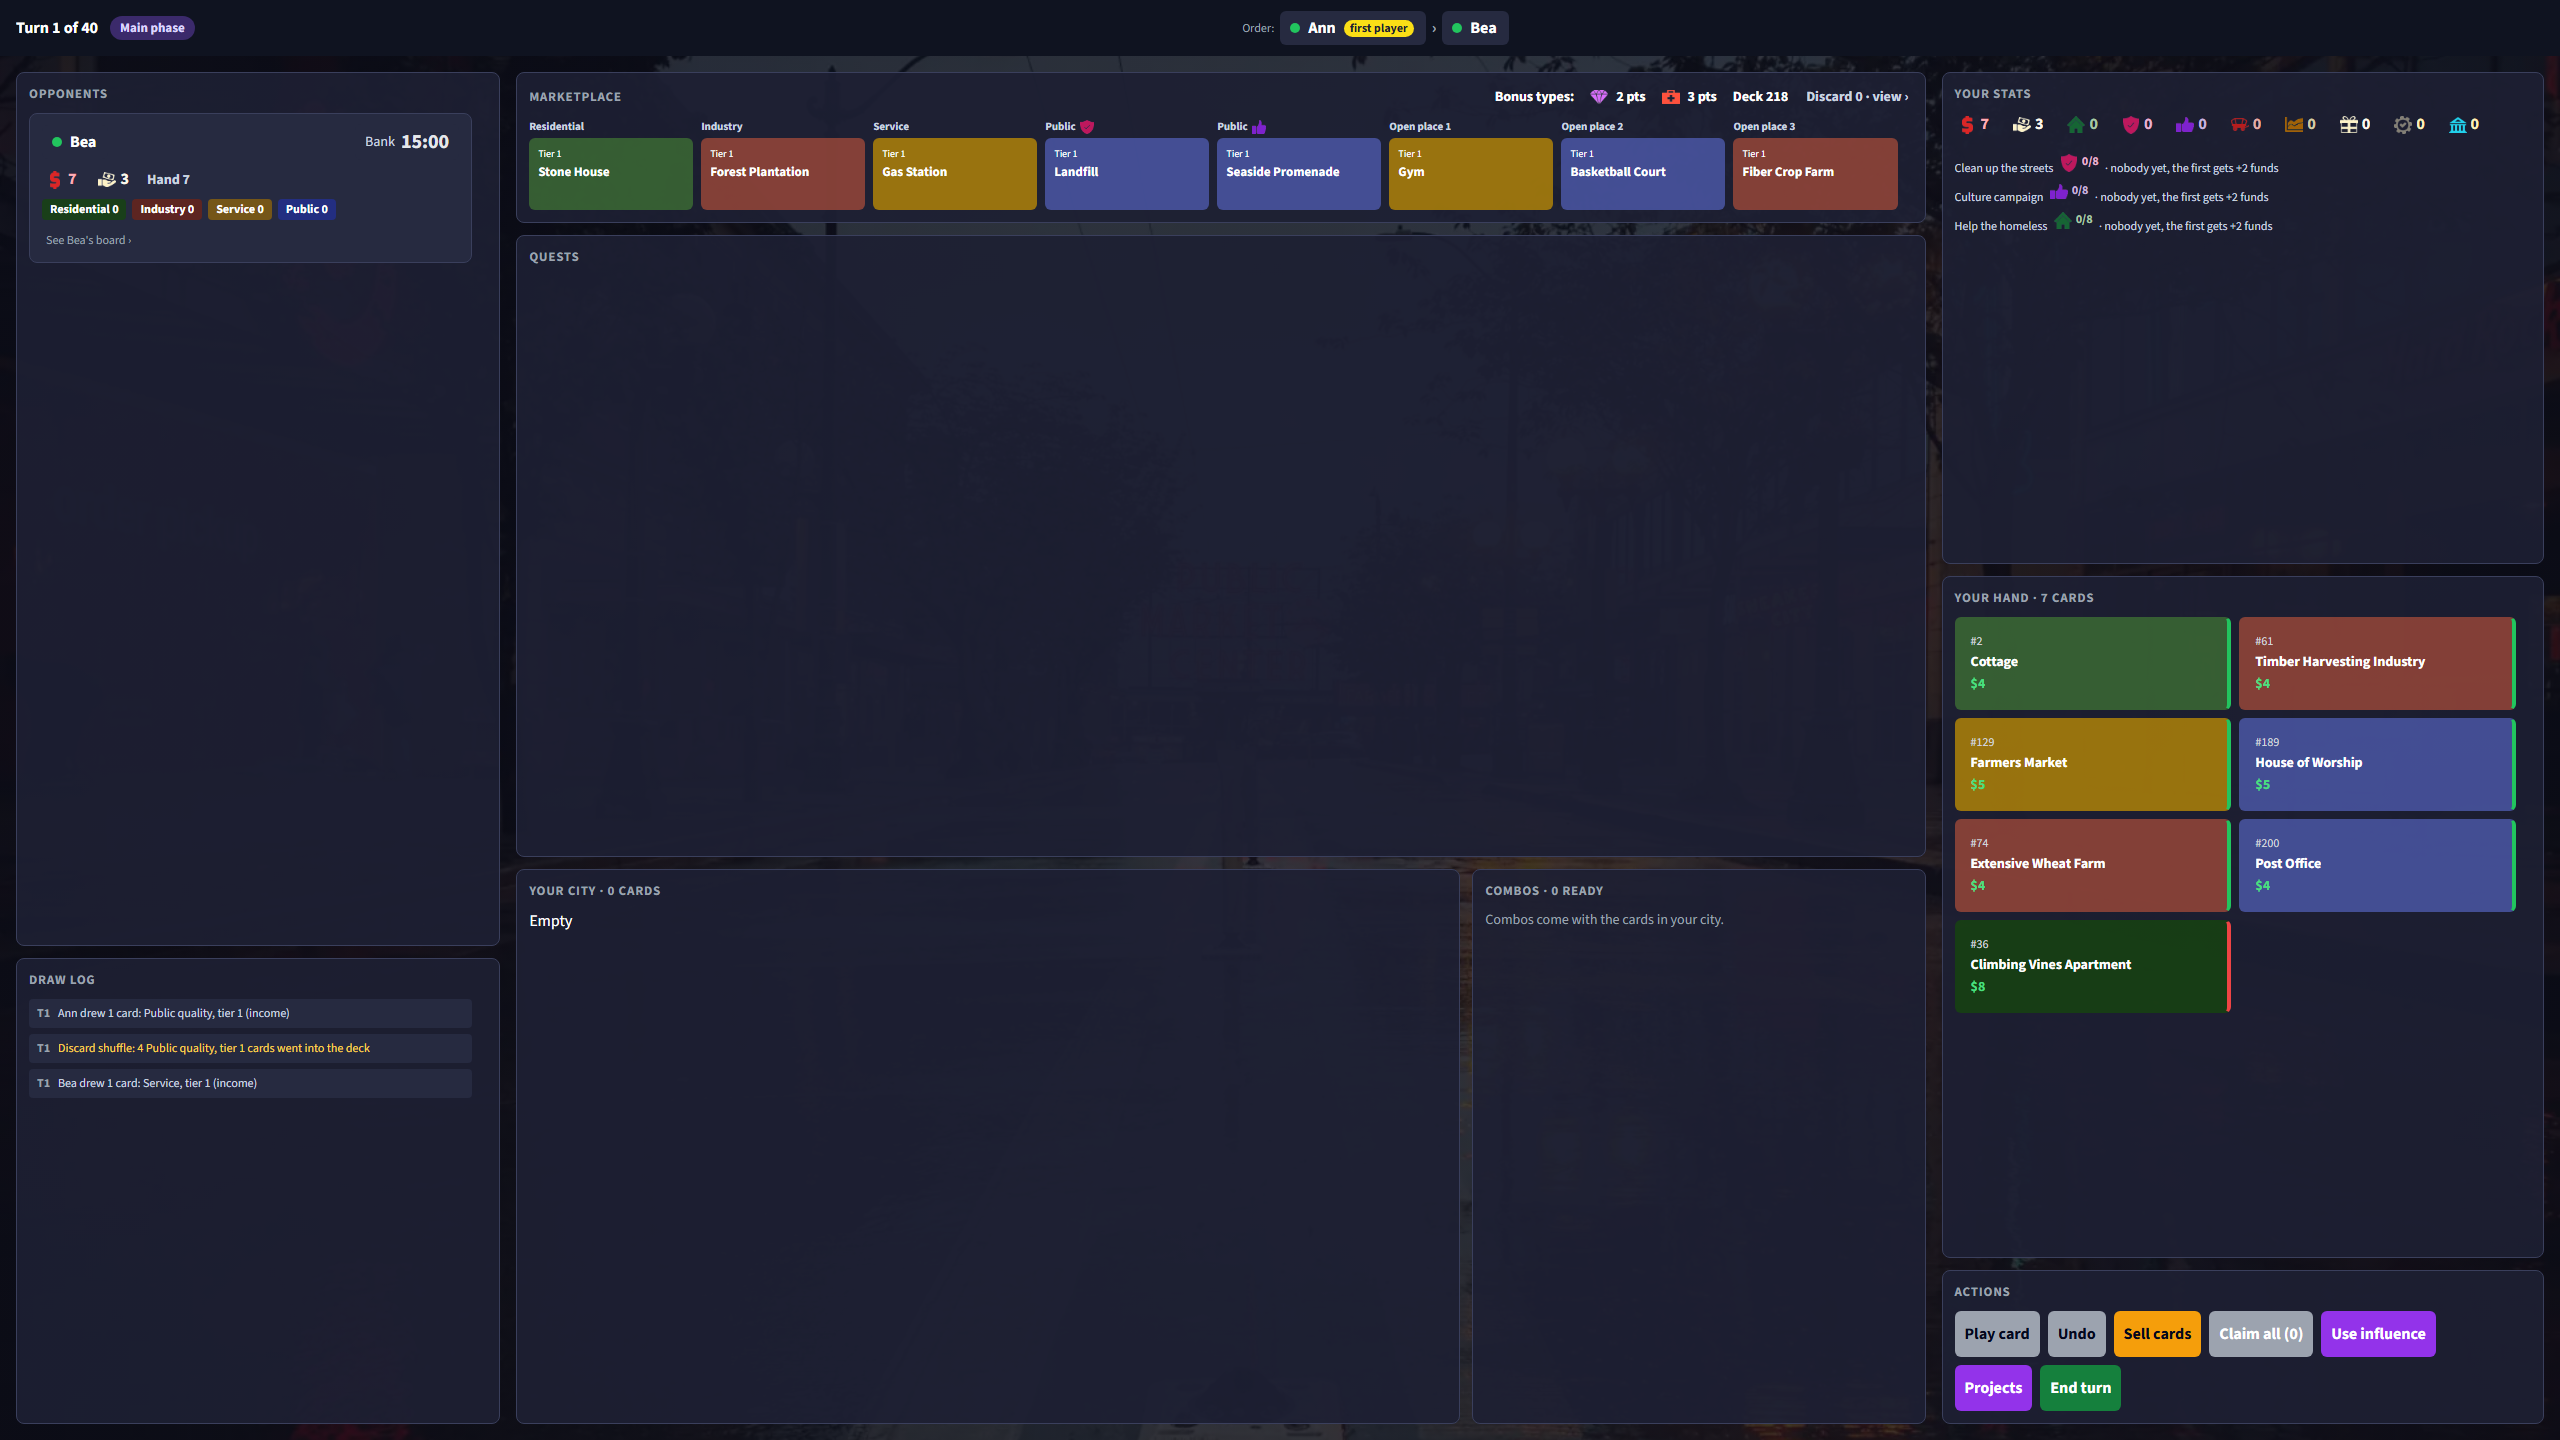 Turn 1 of 40 Main phase
Order: Ann first player › Bea
OPPONENTS
Bea Bank 15:00
7 3 Hand 7
Residential 0 Industry 0 Service 0 Public 0
See Bea's board ›
DRAW LOG
T1 Ann drew 1 card: Public quality, tier 1 (income)
T1 Discard shuffle: 4 Public quality, tier 1 cards went into the deck
T1 Bea drew 1 card: Service, tier 1 (income)
MARKETPLACE
Bonus types: 2 pts 3 pts Deck 218 Discard 0 · view ›
Residential
Tier 1
Stone House
Industry
Tier 1
Forest Plantation
Service
Tier 1
Gas Station
Public
Tier 1
Landfill
Public
Tier 1
Seaside Promenade
Open place 1
Tier 1
Gym
Open place 2
Tier 1
Basketball Court
Open place 3
Tier 1
Fiber Crop Farm
QUESTS
YOUR CITY · 0 CARDS
Empty
COMBOS · 0 READY
Combos come with the cards in your city.
YOUR STATS
$ 7 3 0 0 0 0 0 0 0 0
Clean up the streets 0/8 · nobody yet, the first gets +2 funds
Culture campaign 0/8 · nobody yet, the first gets +2 funds
Help the homeless 0/8 · nobody yet, the first gets +2 funds
YOUR HAND · 7 CARDS
#2
Cottage
$4
#61
Timber Harvesting Industry
$4
#129
Farmers Market
$5
#189
House of Worship
$5
#74
Extensive Wheat Farm
$4
#200
Post Office
$4
#36
Climbing Vines Apartment
$8
ACTIONS
Play card Undo Sell cards Claim all (0) Use influence
Projects End turn